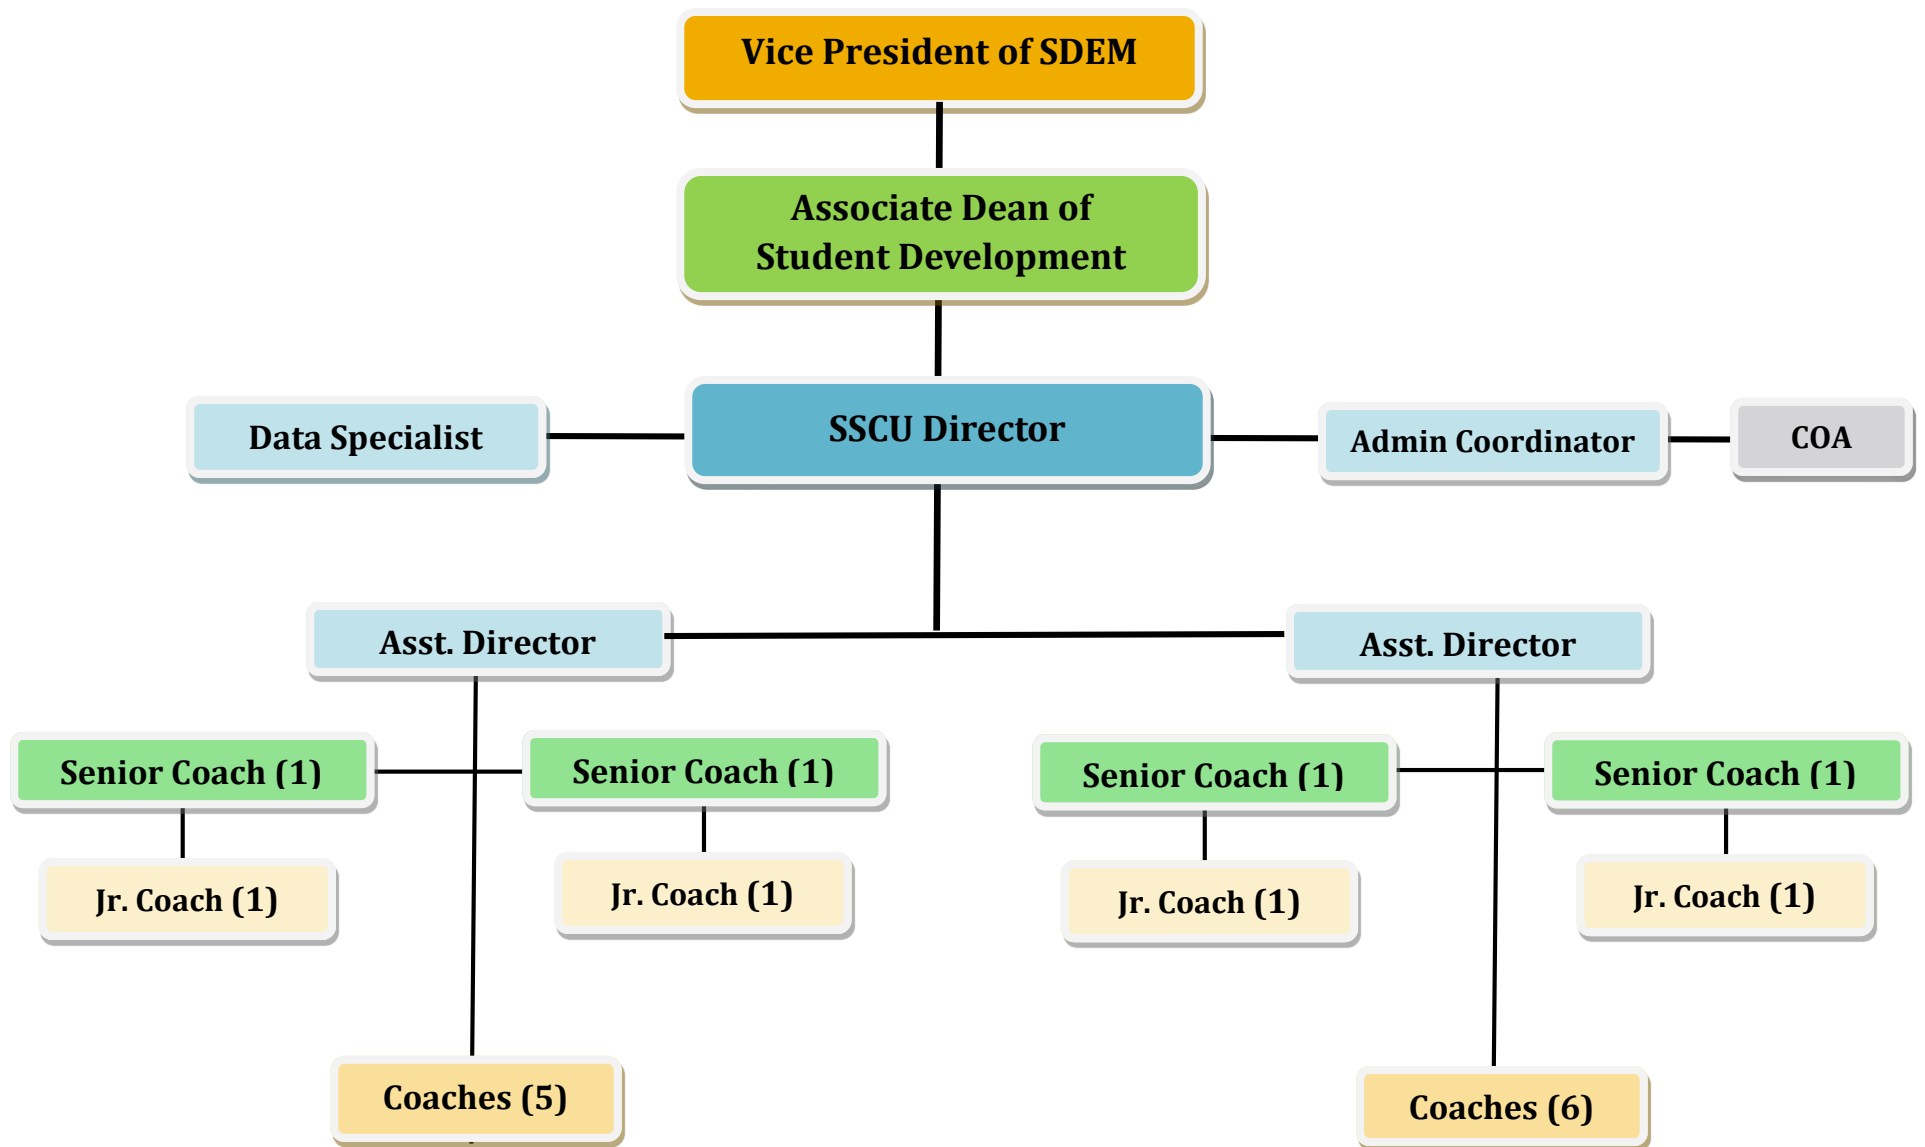 Vice President of SDEM
Associate Dean of
Student Development
Data Specialist
SSCU Director
Admin Coordinator
COA
Asst. Director
Asst. Director
Senior Coach (1)
Senior Coach (1)
Senior Coach (1)
Senior Coach (1)
Jr. Coach (1)
Jr. Coach (1)
Jr. Coach (1)
Jr. Coach (1)
Coaches (5)
Coaches (6)